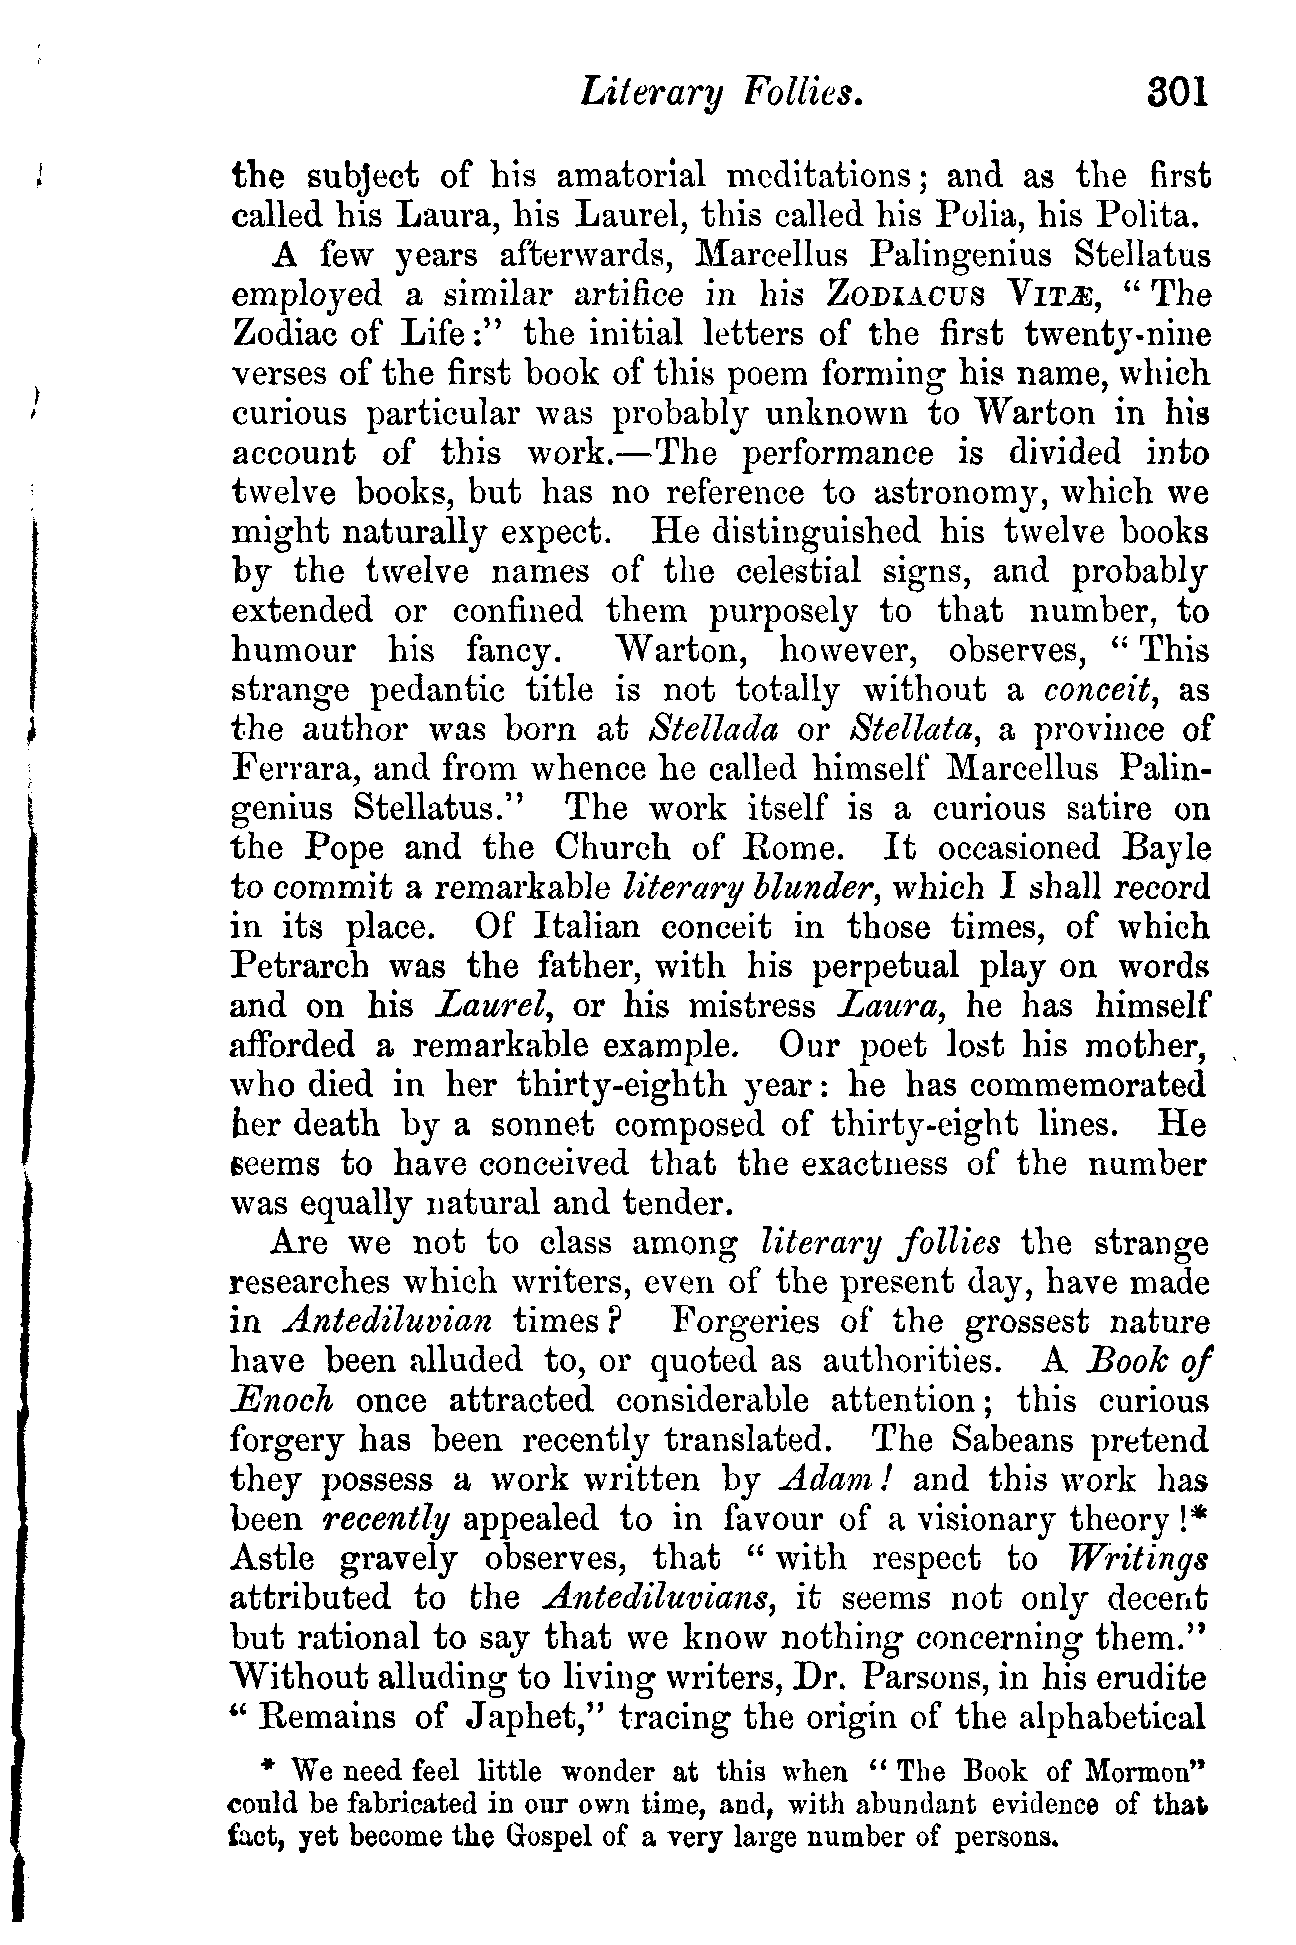 Literary Follies. 301
the subject of his amatorial meditations; and as the first
called his Laura, his Laurel, this called his Polia, his Polita.
A few years afterwards, Marcellus Palingenius Stellatus
employed a similar artifice in his ZODIACUS VITÆ, "The
Zodiac of Life:" the initial letters of the first twenty-nine
verses of the first book of this poem forming his name, which
curious particular was probably unknown to Warton in his
account of this work.—The performance is divided into
twelve books, but has no reference to astronomy, which we
might naturally expect. He distinguished his twelve books
by the twelve names of the celestial signs, and probably
extended or confined them purposely to that number, to
humour his fancy. Warton, however, observes, "This
strange pedantic title is not totally without a conceit, as
the author was born at Stellada or Stellata, a province of
Ferrara, and from whence he called himself Marcellus Palin-
genius Stellatus." The work itself is a curious satire on
the Pope and the Church of Rome. It occasioned Bayle
to commit a remarkable literary blunder, which I shall record
in its place. Of Italian conceit in those times, of which
Petrarch was the father, with his perpetual play on words
and on his Laurel, or his mistress Laura, he has himself
afforded a remarkable example. Our poet lost his mother,
who died in her thirty-eighth year: he has commemorated
her death by a sonnet composed of thirty-eight lines. He
seems to have conceived that the exactness of the number
was equally natural and tender.
Are we not to class among literary follies the strange
researches which writers, even of the present day, have made
in Antediluvian times? Forgeries of the grossest nature
have been alluded to, or quoted as authorities. A Book of
Enoch once attracted considerable attention; this curious
forgery has been recently translated. The Sabeans pretend
they possess a work written by Adam! and this work has
been recently appealed to in favour of a visionary theory!*
Astle gravely observes, that "with respect to Writings
attributed to the Antediluvians, it seems not only decent
but rational to say that we know nothing concerning them."
Without alluding to living writers, Dr. Parsons, in his erudite
"Remains of Japhet," tracing the origin of the alphabetical
* We need feel little wonder at this when "The Book of Mormon"
could be fabricated in our own time, and, with abundant evidence of that
fact, yet become the Gospel of a very large number of persons.